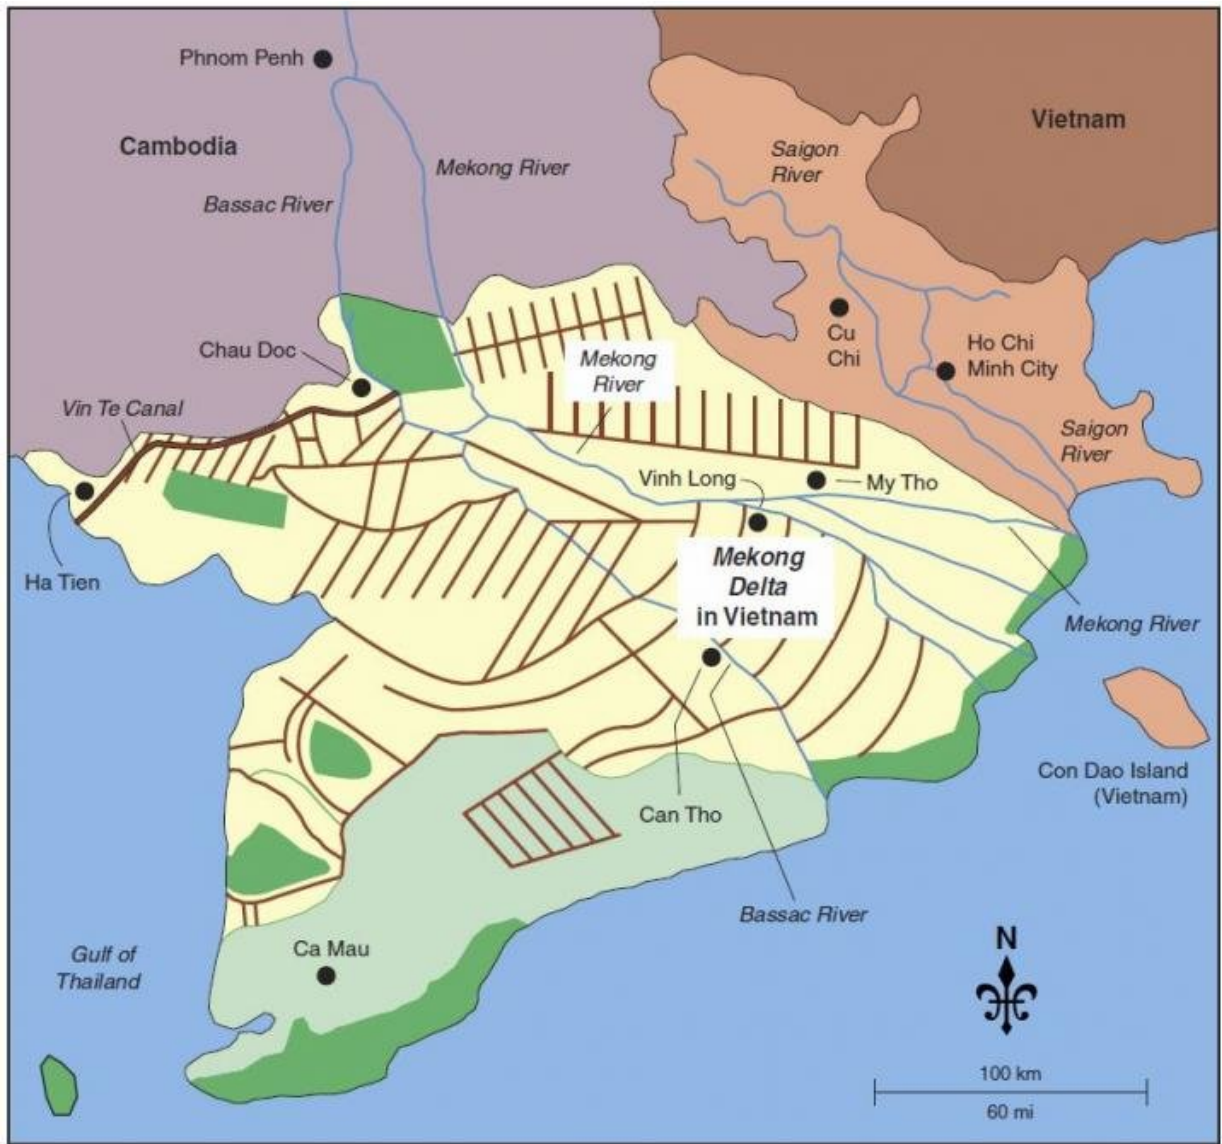 Phnom Penh
Cambodia
Vietnam
Saigon
River
Mekong River
Bassac River
Cu
Chi
Ho Chi
Minh City
Chau Doc
Mekong
River
Vin Te Canal
Saigon
River
Vinh Long
My Tho
Mekong
Delta
in Vietnam
Ha Tien
Mekong River
Con Dao Island
(Vietnam)
Can Tho
Bassac River
Ca Mau
Gulf of
Thailand
N
100 km
60 mi